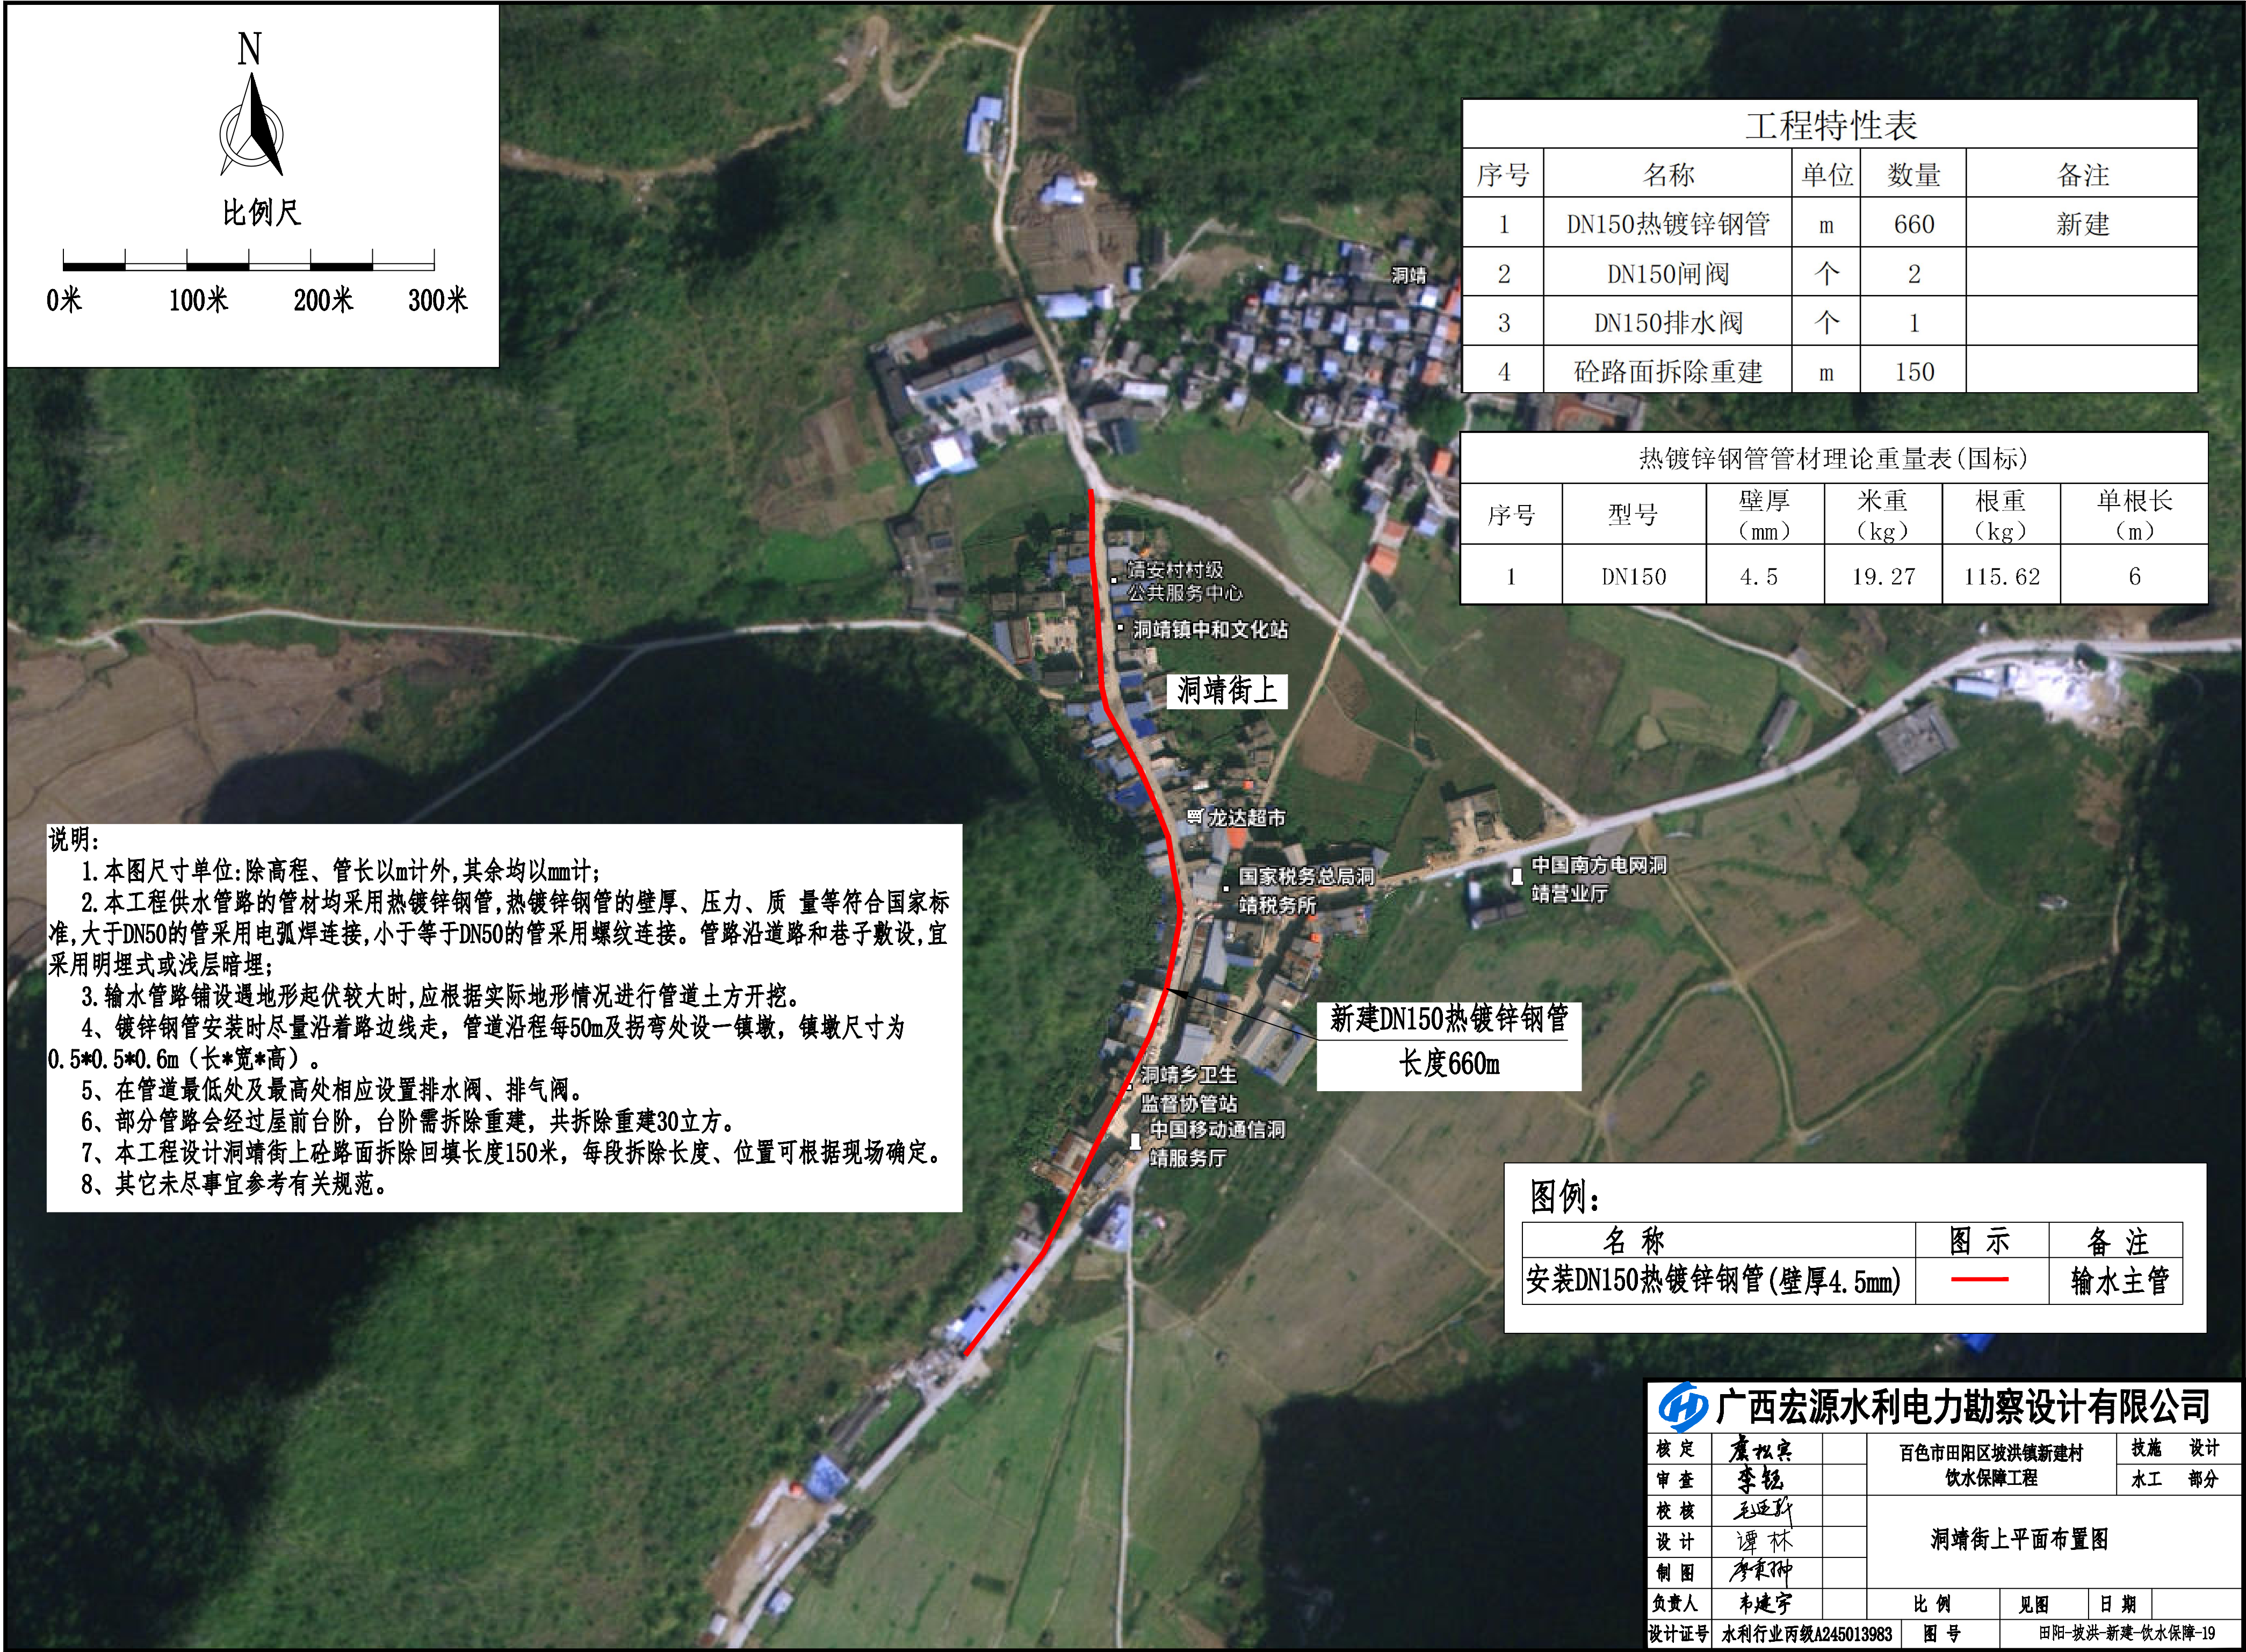 N
比例尺
0米 100米 200米 300米
工程特性表
序号 名称 单位 数量 备注
1 DN150热镀锌钢管 m 660 新建
2 DN150闸阀 个 2
3 DN150排水阀 个 1
4 砼路面拆除重建 m 150
洞靖
热镀锌钢管管材理论重量表(国标)
序号 型号 壁厚（mm） 米重（kg） 根重（kg） 单根长（m）
1 DN150 4.5 19.27 115.62 6
靖安村村级
公共服务中心
洞靖镇中和文化站
洞靖街上
龙达超市
国家税务总局洞
靖税务所
中国南方电网洞
靖营业厅
说明:
1.本图尺寸单位:除高程、管长以m计外,其余均以mm计;
2.本工程供水管路的管材均采用热镀锌钢管,热镀锌钢管的壁厚、压力、质 量等符合国家标
准,大于DN50的管采用电弧焊连接,小于等于DN50的管采用螺纹连接。管路沿道路和巷子敷设,宜
采用明埋式或浅层暗埋;
3.输水管路铺设遇地形起伏较大时,应根据实际地形情况进行管道土方开挖。
4、镀锌钢管安装时尽量沿着路边线走，管道沿程每50m及拐弯处设一镇墩，镇墩尺寸为
0.5*0.5*0.6m（长*宽*高）。
5、在管道最低处及最高处相应设置排水阀、排气阀。
6、部分管路会经过屋前台阶，台阶需拆除重建，共拆除重建30立方。
7、本工程设计洞靖街上砼路面拆除回填长度150米，每段拆除长度、位置可根据现场确定。
8、其它未尽事宜参考有关规范。
新建DN150热镀锌钢管
长度660m
洞靖乡卫生
监督协管站
中国移动通信洞
靖服务厅
图例:
名 称 图 示 备 注
安装DN150热镀锌钢管(壁厚4.5mm) 输水主管
广西宏源水利电力勘察设计有限公司
核 定 百色市田阳区坡洪镇新建村 技施 设计
审 查 李钰 饮水保障工程 水工 部分
校 核
设 计 谭林 洞靖街上平面布置图
制 图
负责人 韦建宇 比 例 见图 日 期
设计证号 水利行业丙级A245013983 图 号 田阳-坡洪-新建-饮水保障-19